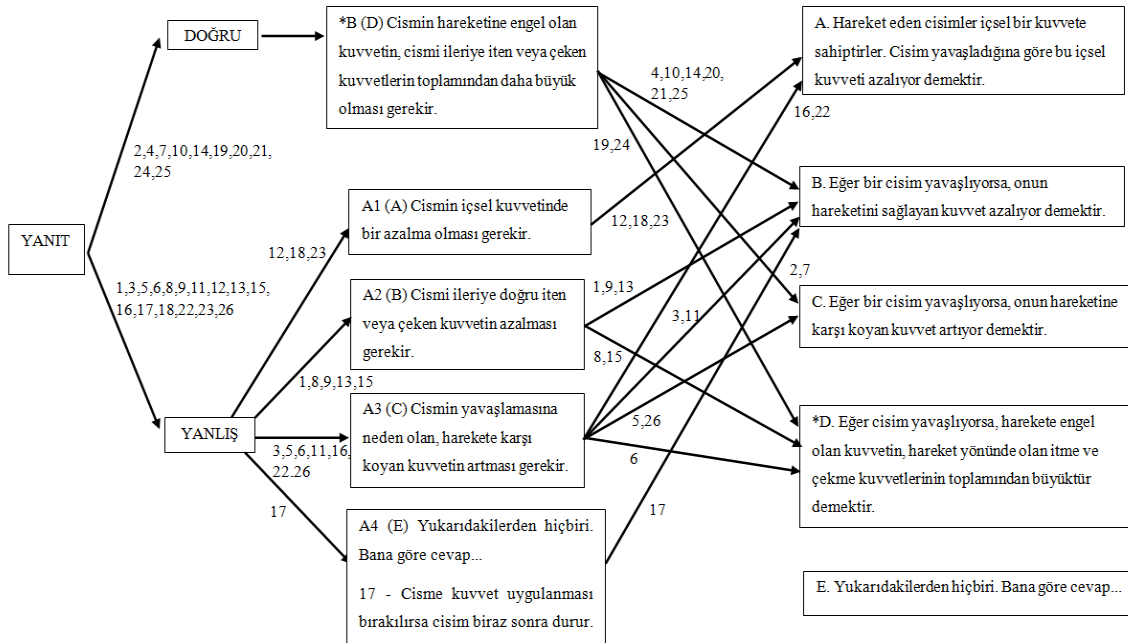 YANIT
DOĞRU
YANLIŞ
2,4,7,10,14,19,20,21,
24,25
1,3,5,6,8,9,11,12,13,15,
16,17,18,22,23,26
*B (D) Cismin hareketine engel olan
kuvvetin, cismi ileriye iten veya çeken
kuvvetlerin toplamından daha büyük
olması gerekir.
12,18,23
A1 (A) Cismin içsel kuvvetinde
bir azalma olması gerekir.
1,8,9,13,15
A2 (B) Cismi ileriye doğru iten
veya çeken kuvvetin azalması
gerekir.
3,5,6,11,16,
22.26
A3 (C) Cismin yavaşlamasına
neden olan, harekete karşı
koyan kuvvetin artması gerekir.
17
A4 (E) Yukarıdakilerden hiçbiri.
Bana göre cevap...
17 - Cisme kuvvet uygulanması
bırakılırsa cisim biraz sonra durur.
4,10,14,20,
21,25
19,24
16,22
12,18,23
2,7
1,9,13
3,11
8,15
5,26
6
17
A. Hareket eden cisimler içsel bir kuvvete
sahiptirler. Cisim yavaşladığına göre bu içsel
kuvveti azalıyor demektir.
B. Eğer bir cisim yavaşlıyorsa, onun
hareketini sağlayan kuvvet azalıyor demektir.
C. Eğer bir cisim yavaşlıyorsa, onun hareketine
karşı koyan kuvvet artıyor demektir.
*D. Eğer cisim yavaşlıyorsa, harekete engel
olan kuvvetin, hareket yönünde olan itme ve
çekme kuvvetlerinin toplamından büyüktür
demektir.
E. Yukarıdakilerden hiçbiri. Bana göre cevap...